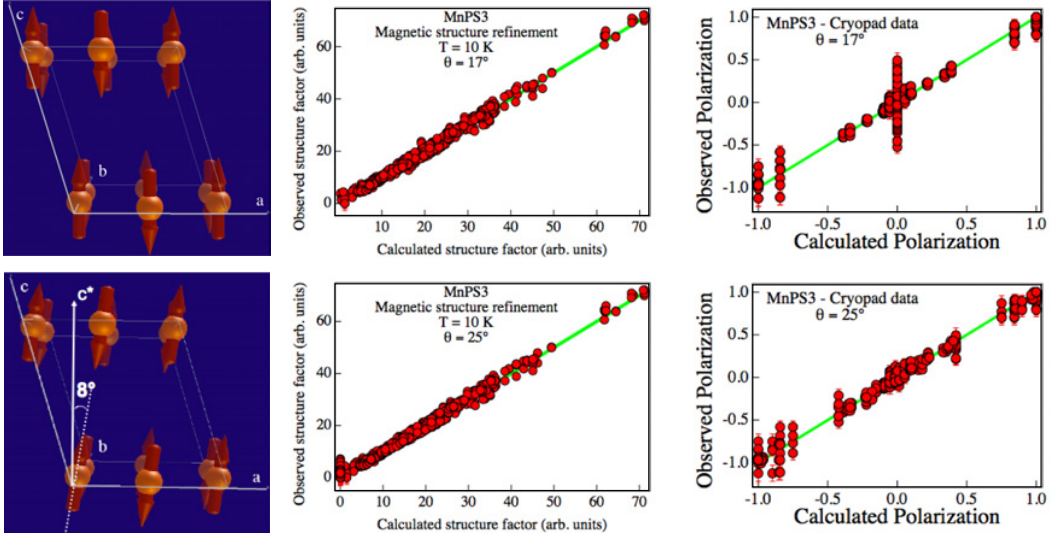 c
b
a
Observed structure factor (arb. units)
60
40
20
0
MnPS3
Magnetic structure refinement
T = 10 K
θ = 17°
10 20 30 40 50 60 70
Calculated structure factor (arb. units)
Observed Polarization
1.0
0.5
0.0
-0.5
-1.0
MnPS3 - Cryopad data
θ = 17°
-1.0 -0.5 0.0 0.5 1.0
Calculated Polarization
c
c*
8°
b
a
Observed structure factor (arb. units)
60
40
20
0
MnPS3
Magnetic structure refinement
T = 10 K
θ = 25°
0 10 20 30 40 50 60 70
Calculated structure factor (arb. units)
Observed Polarization
1.0
0.5
0.0
-0.5
-1.0
MnPS3 - Cryopad data
θ = 25°
-1.0 -0.5 0.0 0.5 1.0
Calculated Polarization